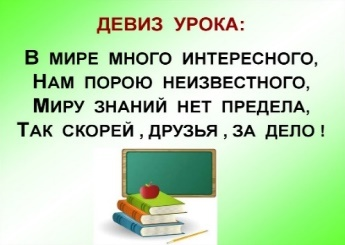 ДЕВИЗ УРОКА:
В МИРЕ МНОГО ИНТЕРЕСНОГО,
НАМ ПОРОЮ НЕИЗВЕСТНОГО,
МИРУ ЗНАНИЙ НЕТ ПРЕДЕЛА,
ТАК СКОРЕЙ , ДРУЗЬЯ , ЗА ДЕЛО !